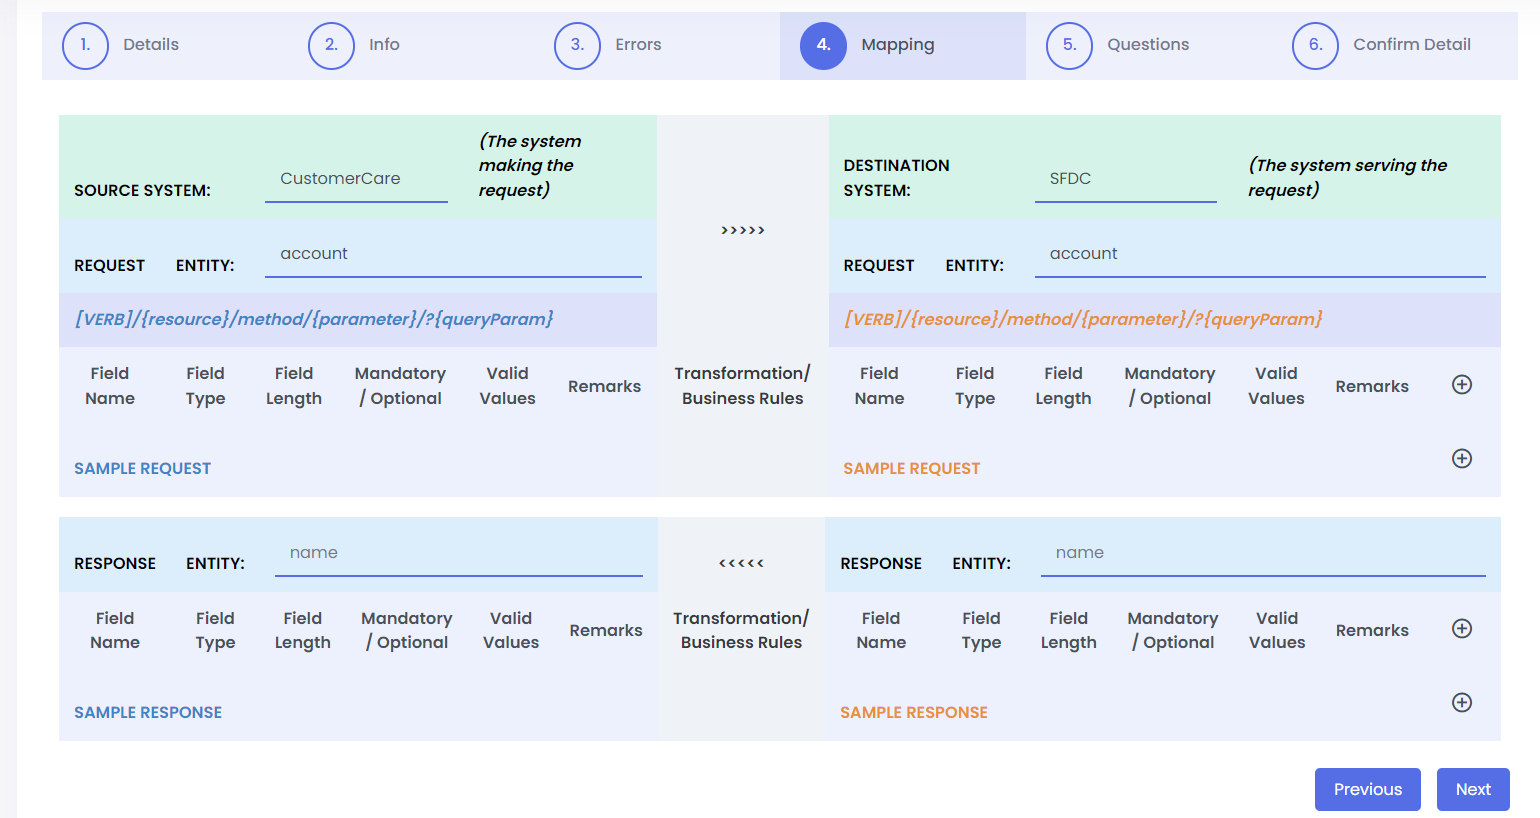 1. Details 2. Info 3. Errors 4. Mapping 5. Questions 6. Confirm Detail
SOURCE SYSTEM: CustomerCare (The system
making the
request)
>>>>>
DESTINATION
SYSTEM: SFDC (The system serving the
request)
REQUEST ENTITY: account
REQUEST ENTITY: account
[VERB]/{resource}/method/{parameter}/?{queryParam}
[VERB]/{resource}/method/{parameter}/?{queryParam}
Field Field Field Mandatory Valid Remarks Transformation/ Field Field Field Mandatory Valid Remarks
Name Type Length / Optional Values Business Rules Name Type Length / Optional Values
SAMPLE REQUEST SAMPLE REQUEST
RESPONSE ENTITY: name <<<<< RESPONSE ENTITY: name
Field Field Field Mandatory Valid Remarks Transformation/ Field Field Field Mandatory Valid Remarks
Name Type Length / Optional Values Business Rules Name Type Length / Optional Values
SAMPLE RESPONSE SAMPLE RESPONSE
Previous Next